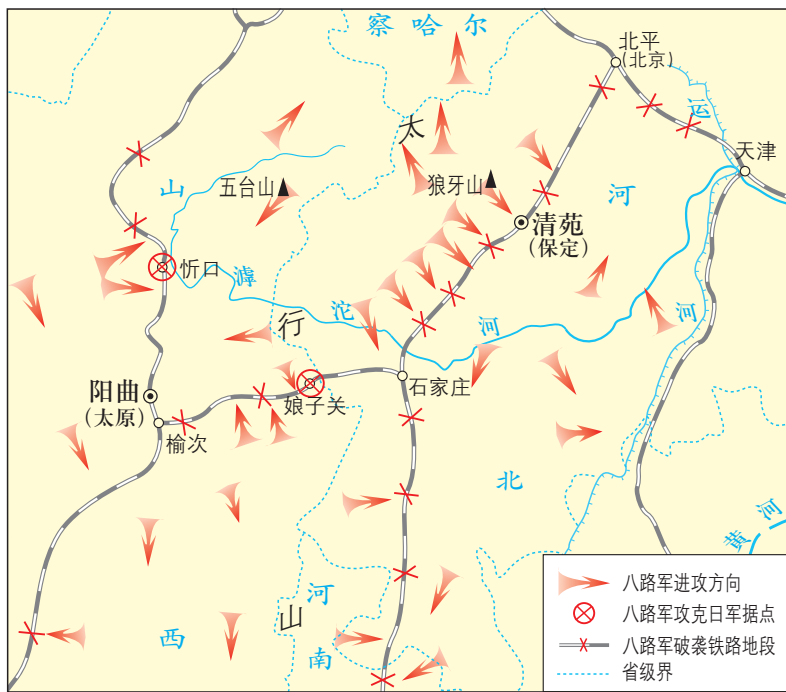 察哈尔
北平
(北京)
太
运
天津
山
五台山
狼牙山
河
清苑
(保定)
忻口
滹
沱
河
河
行
石家庄
娘子关
阳曲
(太原)
榆次
北
黄河
山
河
南
西
八路军进攻方向
八路军攻克日军据点
八路军破袭铁路地段
省级界